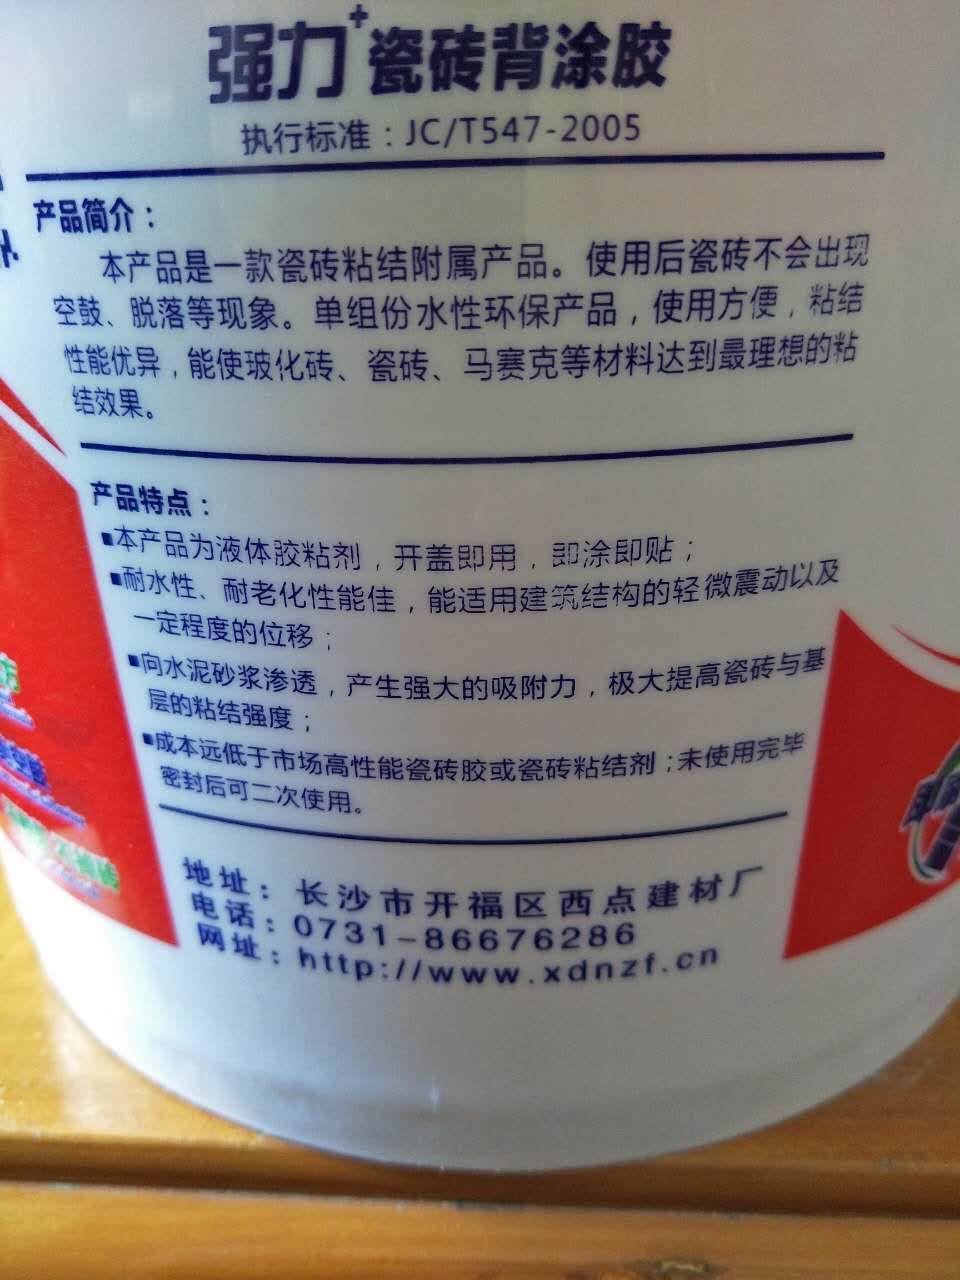 强力+瓷砖背涂胶
执行标准：JC/T547-2005
产品简介：
本产品是一款瓷砖粘结附属产品。使用后瓷砖不会出现
空鼓、脱落等现象。单组份水性环保产品，使用方便，粘结
性能优异，能使玻化砖、瓷砖、马赛克等材料达到最理想的粘
结效果。
产品特点：
■本产品为液体胶粘剂，开盖即用，即涂即贴；
■耐水性、耐老化性能佳，能适用建筑结构的轻微震动以及
一定程度的位移；
■向水泥砂浆渗透，产生强大的吸附力，极大提高瓷砖与基
层的粘结强度；
■成本远低于市场高性能瓷砖胶或瓷砖粘结剂；未使用完毕
密封后可二次使用。
地址：长沙市开福区西点建材厂
电话：0731-86676286
网址：http://www.xdnzf.cn